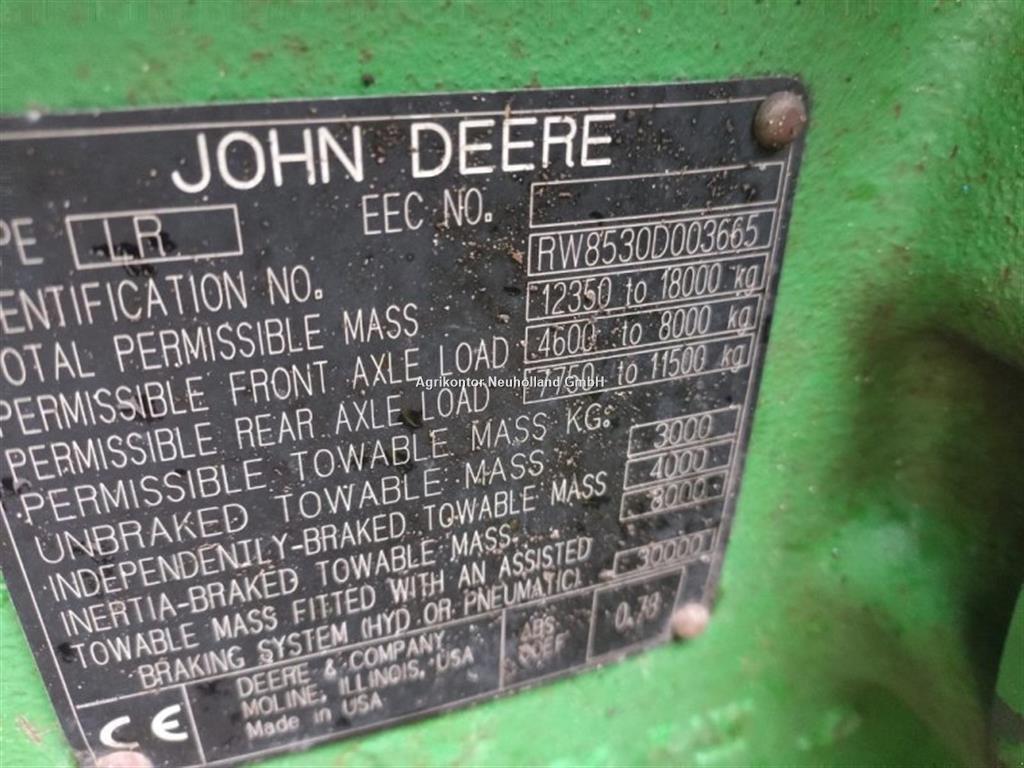 JOHN DEERE
PE LR EEC NO.
ENTIFICATION NO. RW8530D003665
OTAL PERMISSIBLE MASS 12350 to 18000 kg
PERMISSIBLE FRONT AXLE LOAD 4600 to 8000 kg
PERMISSIBLE REAR AXLE LOAD 7750 to 11500 kg
PERMISSIBLE TOWABLE MASS KG:
UNBRAKED TOWABLE MASS 3000
INDEPENDENILY-BRAKED TOWABLE MASS 4000
INERTIA-BRAKED TOWABLE MASS 8000
TOWABLE MASS FITTED WITH AN ASSISTED
BRAKING SYSTEM (HYD OR PNEUMATIC) 30000
DEERE & COMPANY
MOLINE, ILLINOIS, USA
Made in USA
CE
ABS 0,78
Agrikontor Neuholland GmbH